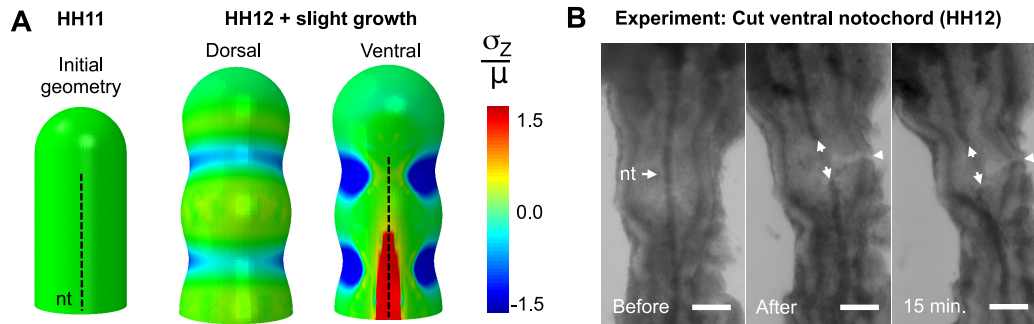 A
HH11
HH12 + slight growth
Initial
geometry
Dorsal
Ventral
nt
σZ
μ
1.5
0.0
-1.5
B
Experiment: Cut ventral notochord (HH12)
nt
Before
After
15 min.